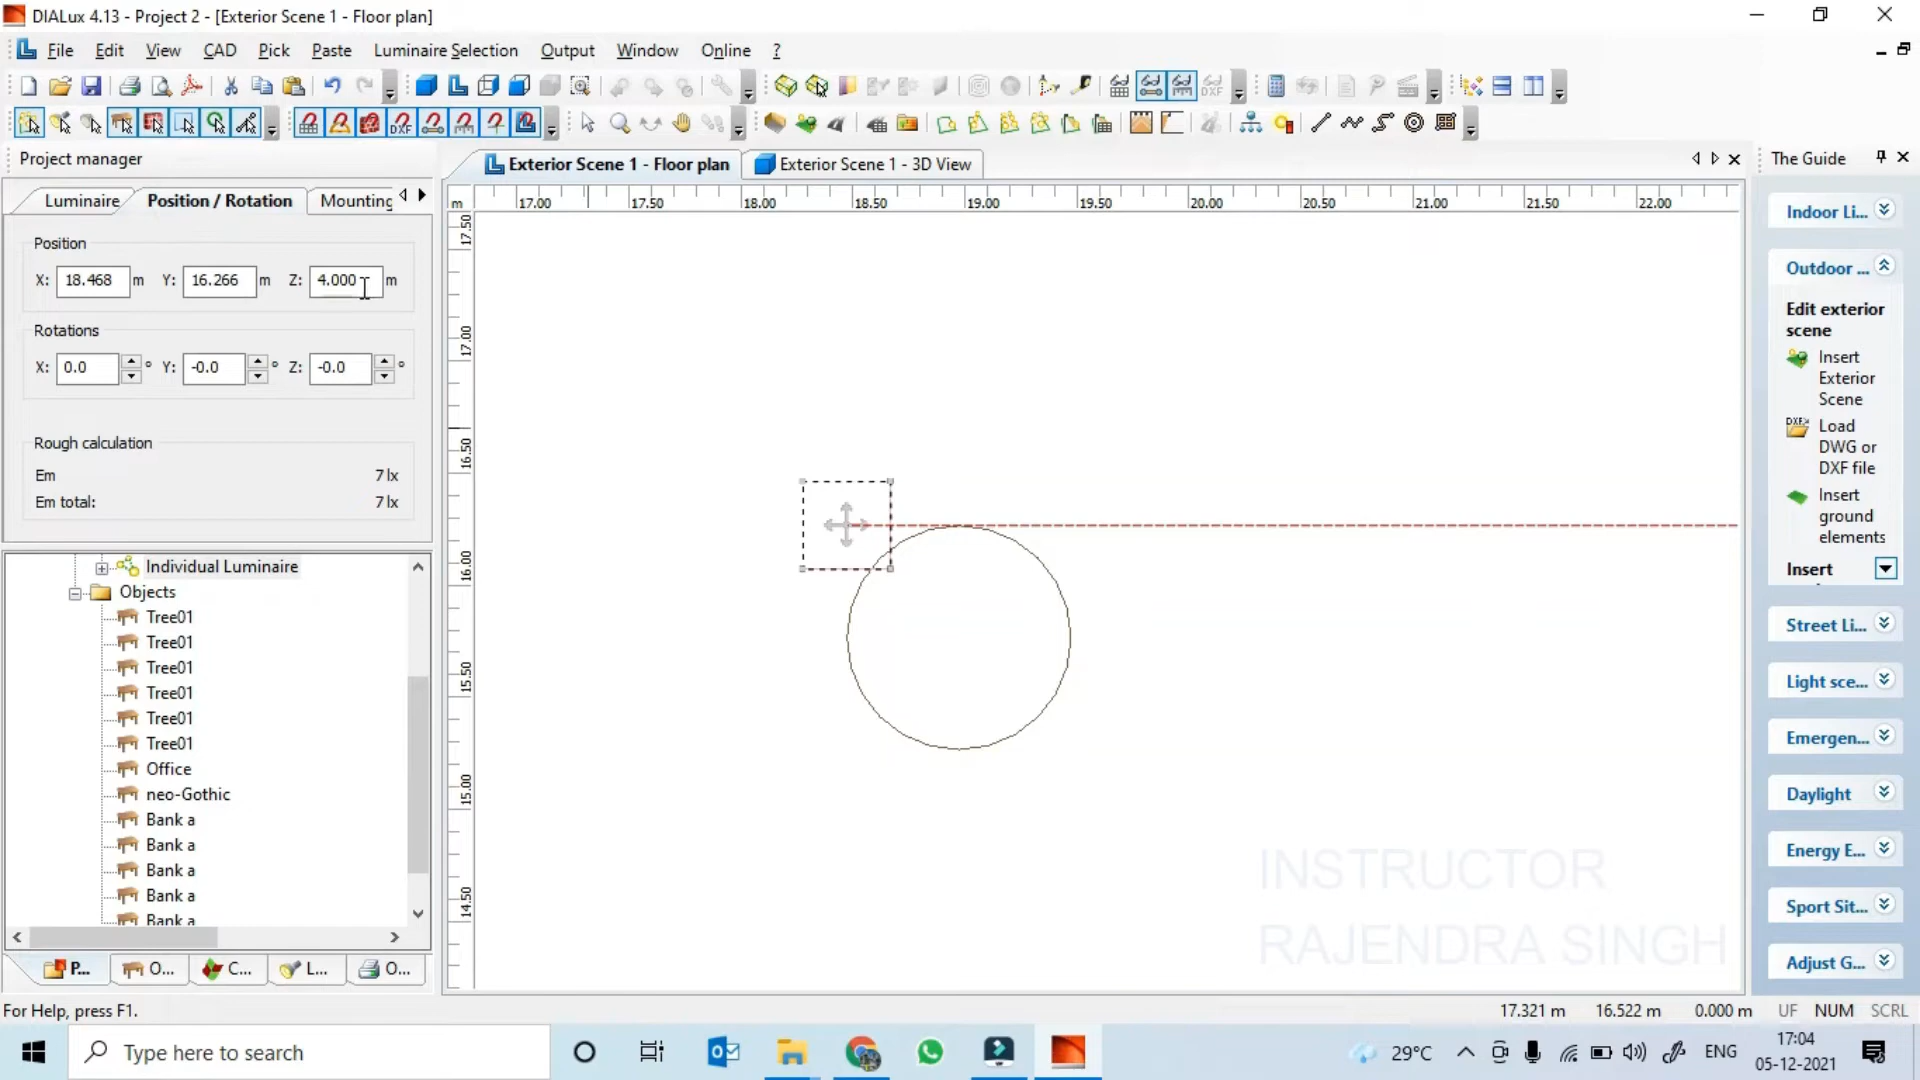 DIALux 4.13 - Project 2 - [Exterior Scene 1 - Floor plan]
File Edit View CAD Pick Paste Luminaire Selection Output Window Online ?
Project manager
Luminaire Position / Rotation Mounting
Position
X: 18.468 m Y: 16.266 m Z: 4.000 m
Rotations
X: 0.0 ° Y: -0.0 ° Z: -0.0 °
Rough calculation
Em 7 lx
Em total: 7 lx
Individual Luminaire
Objects
Tree01
Tree01
Tree01
Tree01
Tree01
Tree01
Office
neo-Gothic
Bank a
Bank a
Bank a
Bank a
Bank a
P... O... C... L... O...
Exterior Scene 1 - Floor plan Exterior Scene 1 - 3D View
m 17.00 17.50 18.00 18.50 19.00 19.50 20.00 20.50 21.00 21.50 22.00
17.50
17.00
16.50
16.00
15.50
15.00
14.50
INSTRUCTOR
RAJENDRA SINGH
The Guide
Indoor Li...
Outdoor ...
Edit exterior
scene
Insert
Exterior
Scene
Load
DWG or
DXF file
Insert
ground
elements
Insert
Street Li...
Light sce...
Emergen...
Daylight
Energy E...
Sport Sit...
Adjust G...
For Help, press F1.
17.321 m 16.522 m 0.000 m UF NUM SCRL
Type here to search
29°C ENG
17:04
05-12-2021